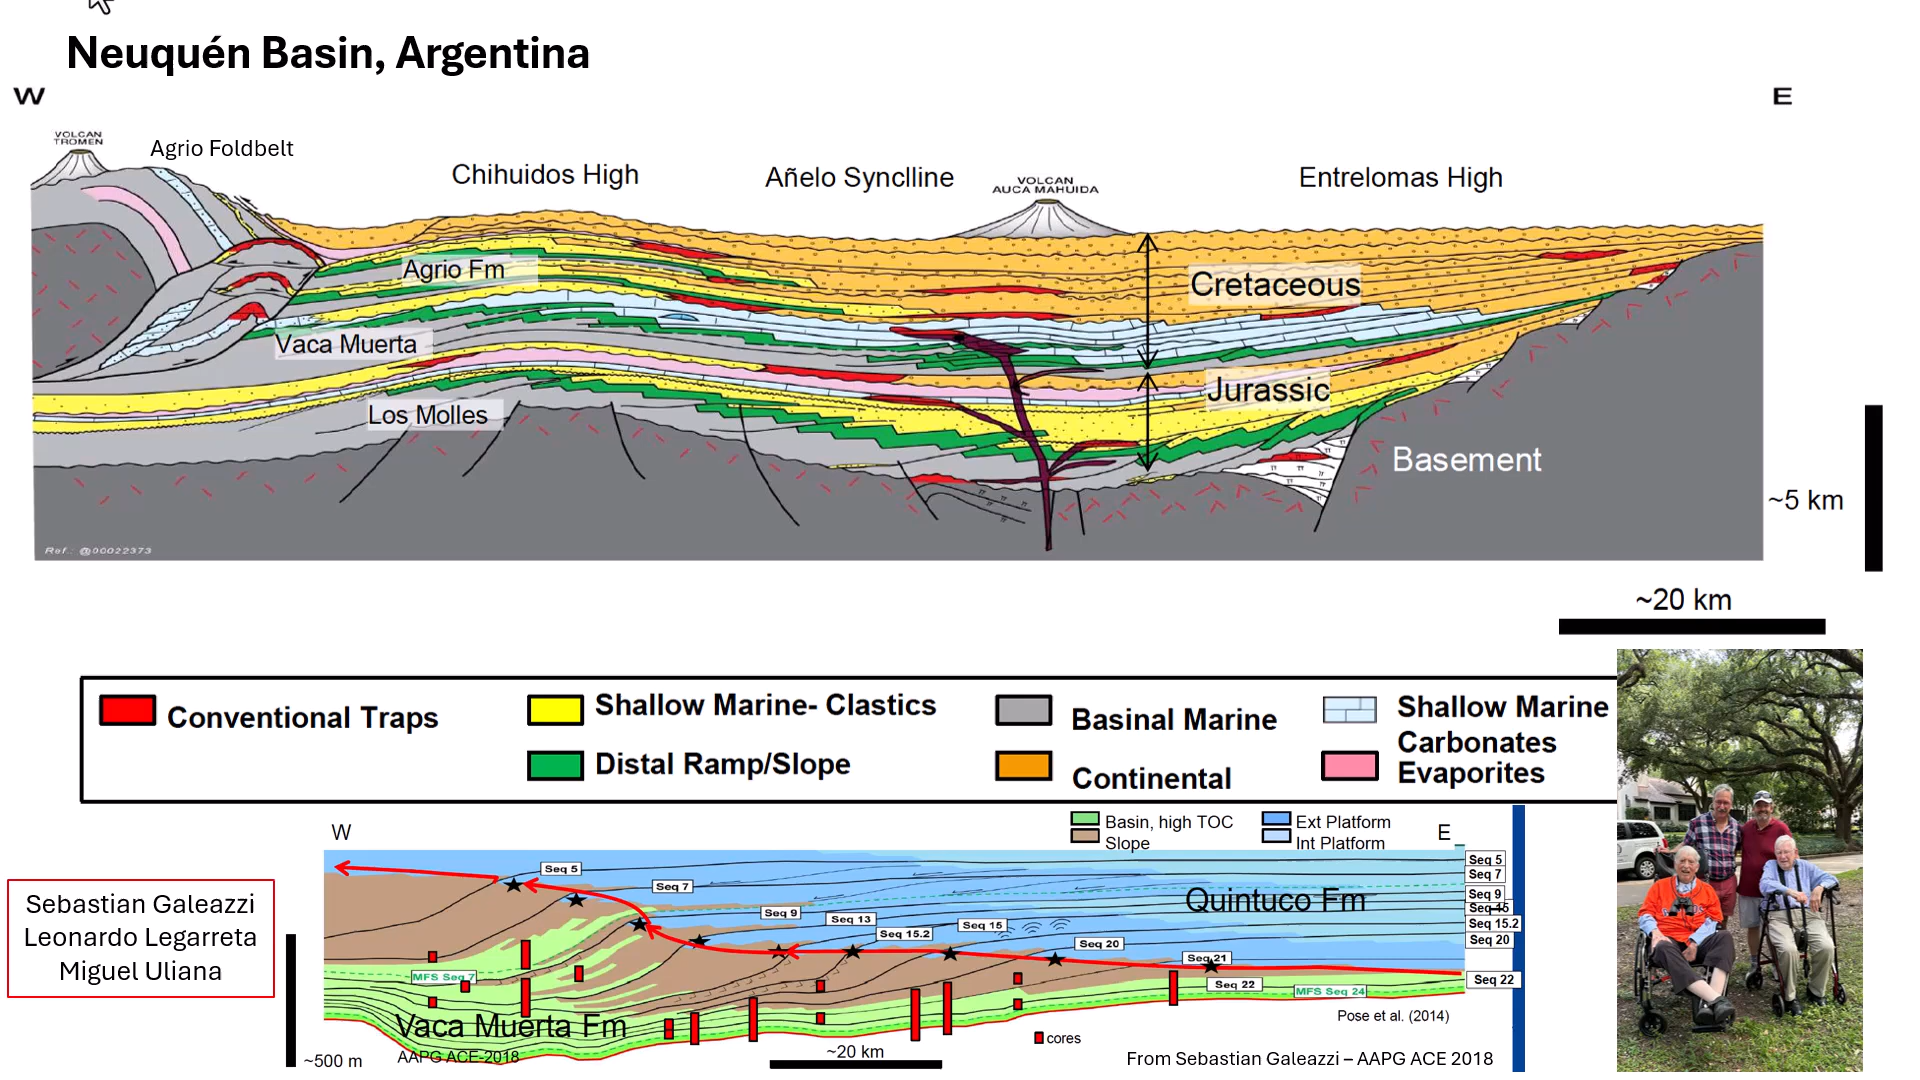 Neuquén Basin, Argentina
W
E
VOLCAN
TROMEN
Agrio Foldbelt
Chihuidos High
Añelo Synclline
VOLCAN
AUCA MAHUIDA
Entrelomas High
Agrio Fm
Cretaceous
Vaca Muerta
Jurassic
Los Molles
Basement
~5 km
Ref.: @00022373
~20 km
Conventional Traps
Shallow Marine- Clastics
Distal Ramp/Slope
Basinal Marine
Continental
Shallow Marine
Carbonates
Evaporites
Basin, high TOC
Slope
Ext Platform
Int Platform
W
E
Seq 5
Seq 7
Seq 9
Seq 13
Seq 15.2
Seq 15
Seq 20
Seq 21
Seq 22
Quintuco Fm
Seq 5
Seq 7
Seq 9
Seq 15
Seq 15.2
Seq 20
Seq 22
MFS Seq 7
MFS Seq 24
Sebastian Galeazzi
Leonardo Legarreta
Miguel Uliana
Vaca Muerta Fm
AAPG ACE-2018
~500 m
~20 km
cores
Pose et al. (2014)
From Sebastian Galeazzi – AAPG ACE 2018